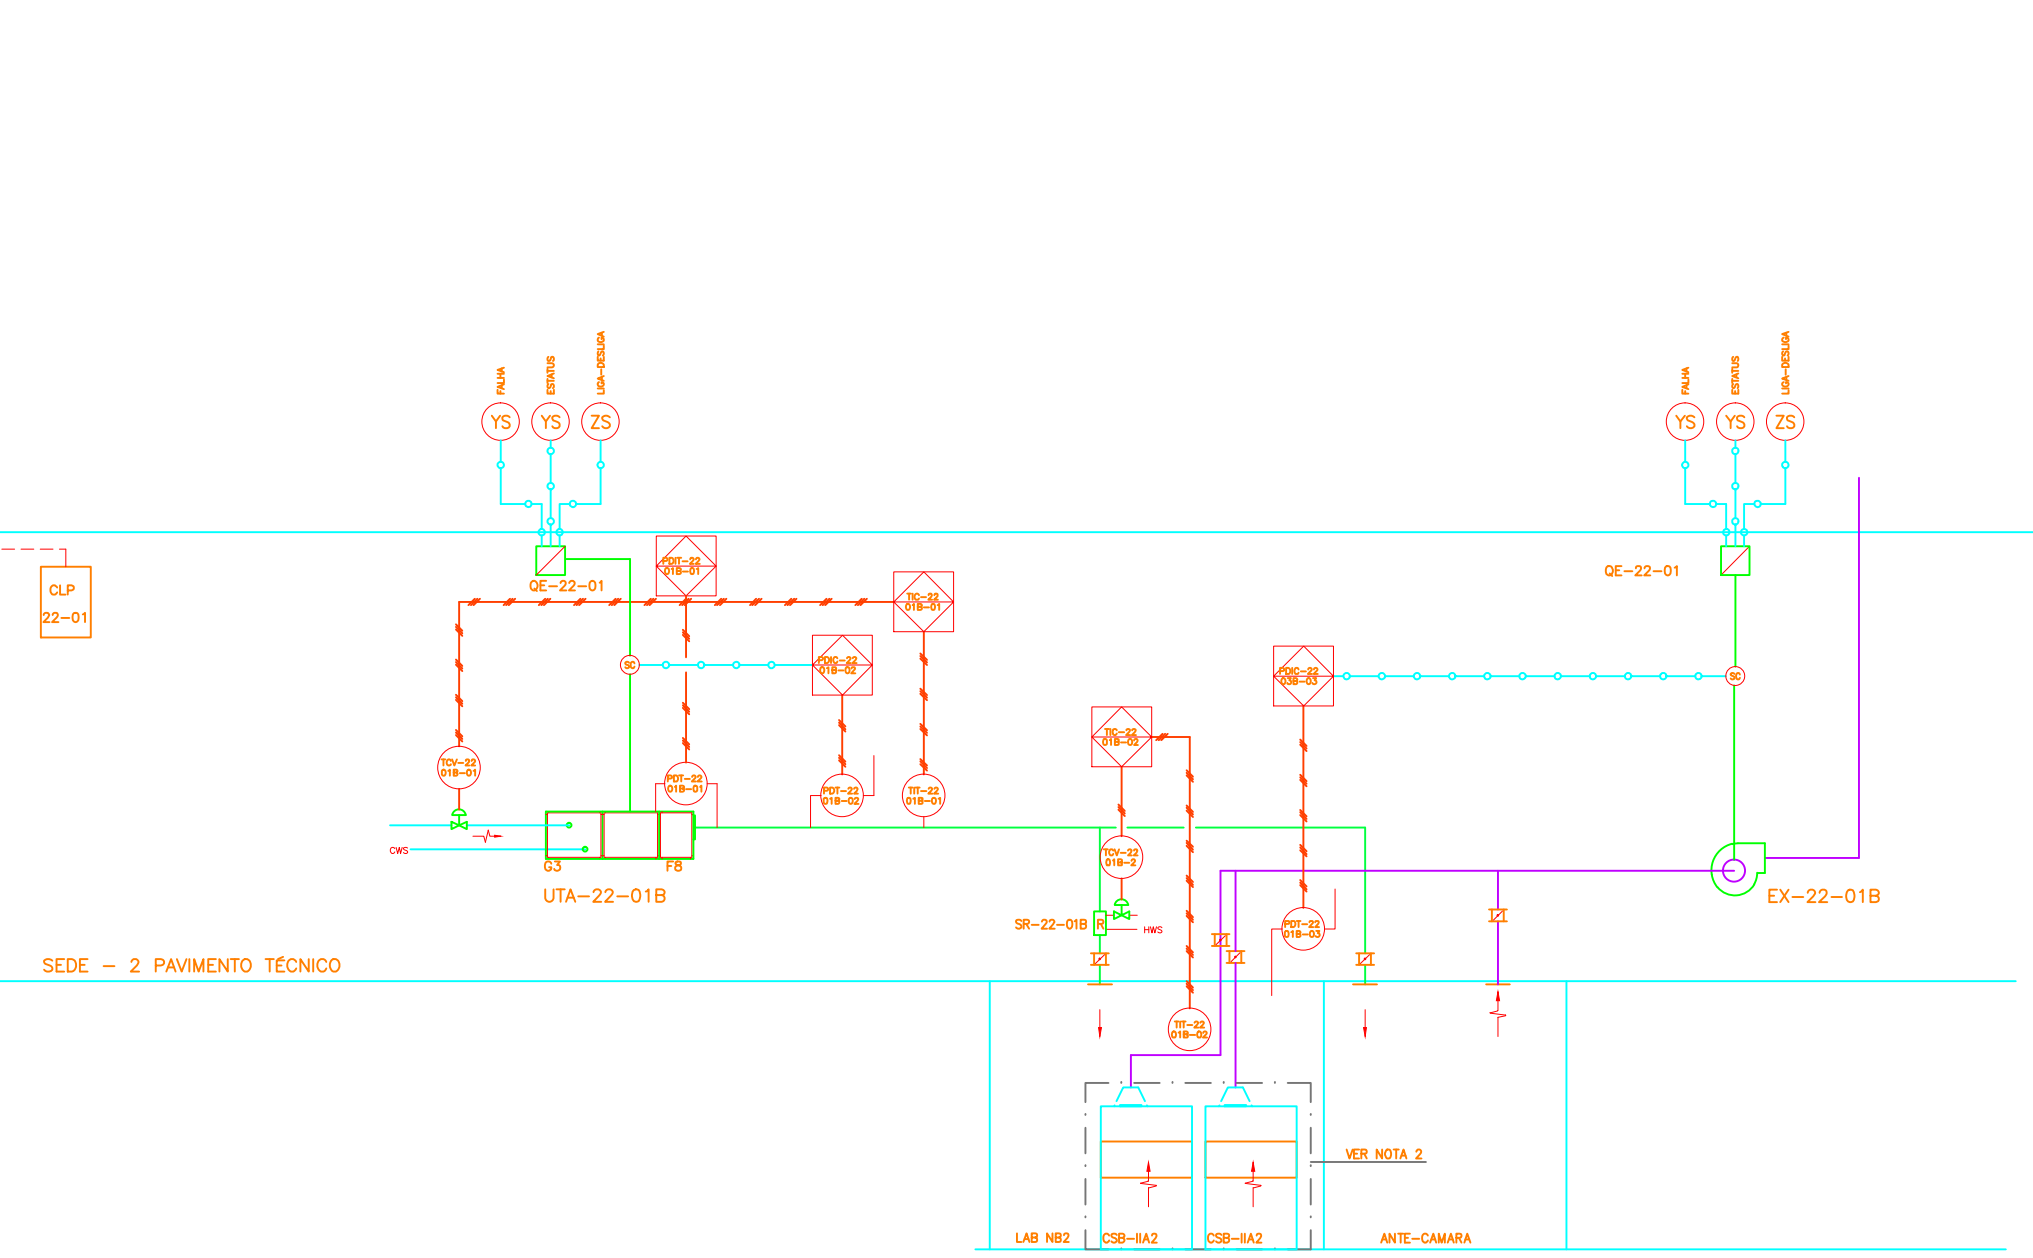 FALHA
ESTATUS
LIGA-DESLIGA
FALHA
ESTATUS
LIGA-DESLIGA
YS
YS
ZS
YS
YS
ZS
CLP
22-01
QE-22-01
PDIT-22
01B-01
TIC-22
01B-01
QE-22-01
SC
PDIC-22
01B-02
PDIC-22
03B-03
SC
TIC-22
01B-02
TCV-22
01B-01
PDT-22
01B-01
PDT-22
01B-02
TIT-22
01B-01
CWS
G3
F8
UTA-22-01B
TCV-22
01B-2
EX-22-01B
SR-22-01B
R
HWS
PDT-22
01B-03
SEDE - 2 PAVIMENTO TÉCNICO
TIT-22
01B-02
VER NOTA 2
LAB NB2
CSB-IIA2
CSB-IIA2
ANTE-CAMARA